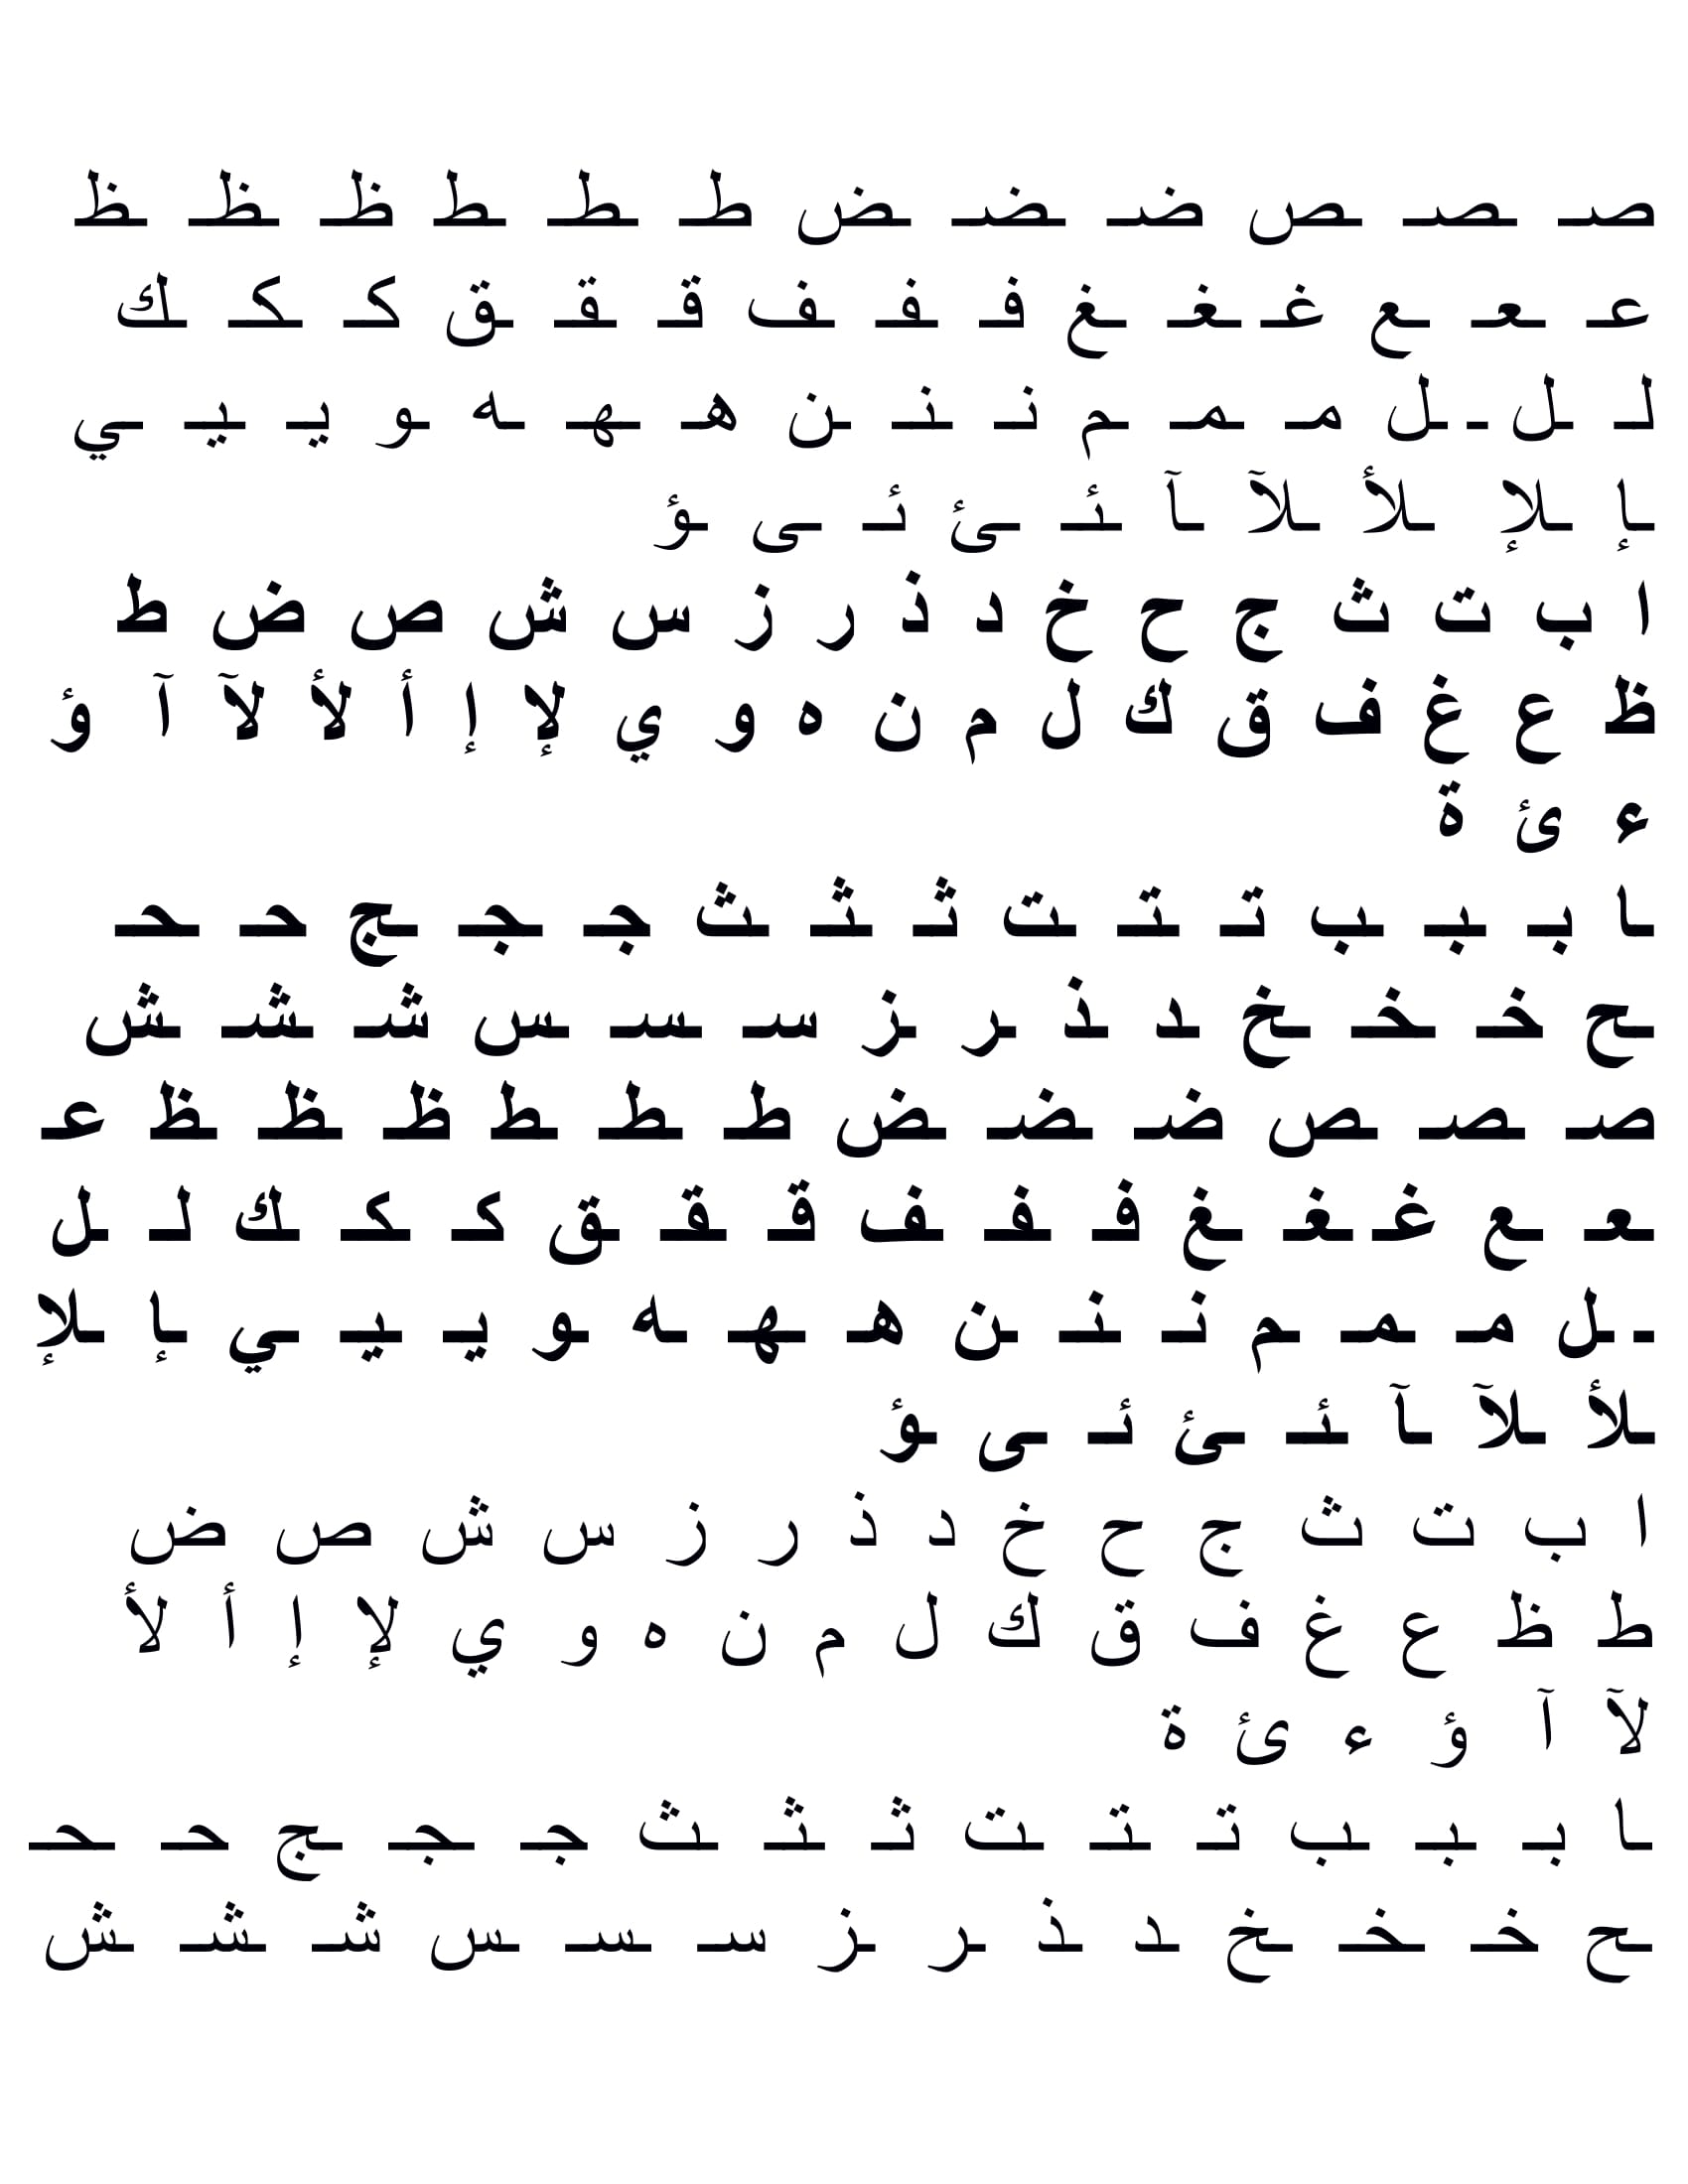 صـ ـصـ ـص ضـ ـضـ ـض طـ ـطـ ـط ظـ ـظـ ـظ
عـ ـعـ ـع غـ ـغـ ـغ فـ ـفـ ـف قـ ـقـ ـق كـ ـكـ ـك
لـ ـل ـ ـل مـ ـمـ ـم نـ ـنـ ـن هـ ـهـ ـه ـو يـ ـيـ ـي
ـإ ـلإ ـلأ ـلآ ـآ ـئـ ـئ ئـ ـى ـؤ
ا ب ت ث ج ح خ د ذ ر ز س ش ص ض ط
ظ ع غ ف ق ك ل م ن ه و ي لإ إ أ لأ لآ آ ؤ
ء ئ ة
ـا بـ ـبـ ـب تـ ـتـ ـت ثـ ـثـ ـث جـ ـجـ ـج حـ ـحـ
ـح خـ ـخـ ـخ ـد ـذ ـر ـز سـ ـسـ ـس شـ ـشـ ـش
صـ ـصـ ـص ضـ ـضـ ـض طـ ـطـ ـط ظـ ـظـ ـظ عـ
ـعـ ـع غـ ـغـ ـغ فـ ـفـ ـف قـ ـقـ ـق كـ ـكـ ـك لـ ـل
ـ ـل مـ ـمـ ـم نـ ـنـ ـن هـ ـهـ ـه ـو يـ ـيـ ـي ـإ ـلإ
ـلأ ـلآ ـآ ـئـ ـئ ئـ ـى ـؤ
ا ب ت ث ج ح خ د ذ ر ز س ش ص ض
ط ظ ع غ ف ق ك ل م ن ه و ي لإ إ أ لأ
لآ آ ؤ ء ئ ة
ـا بـ ـبـ ـب تـ ـتـ ـت ثـ ـثـ ـث جـ ـجـ ـج حـ ـحـ
ـح خـ ـخـ ـخ ـد ـذ ـر ـز سـ ـسـ ـس شـ ـشـ ـش